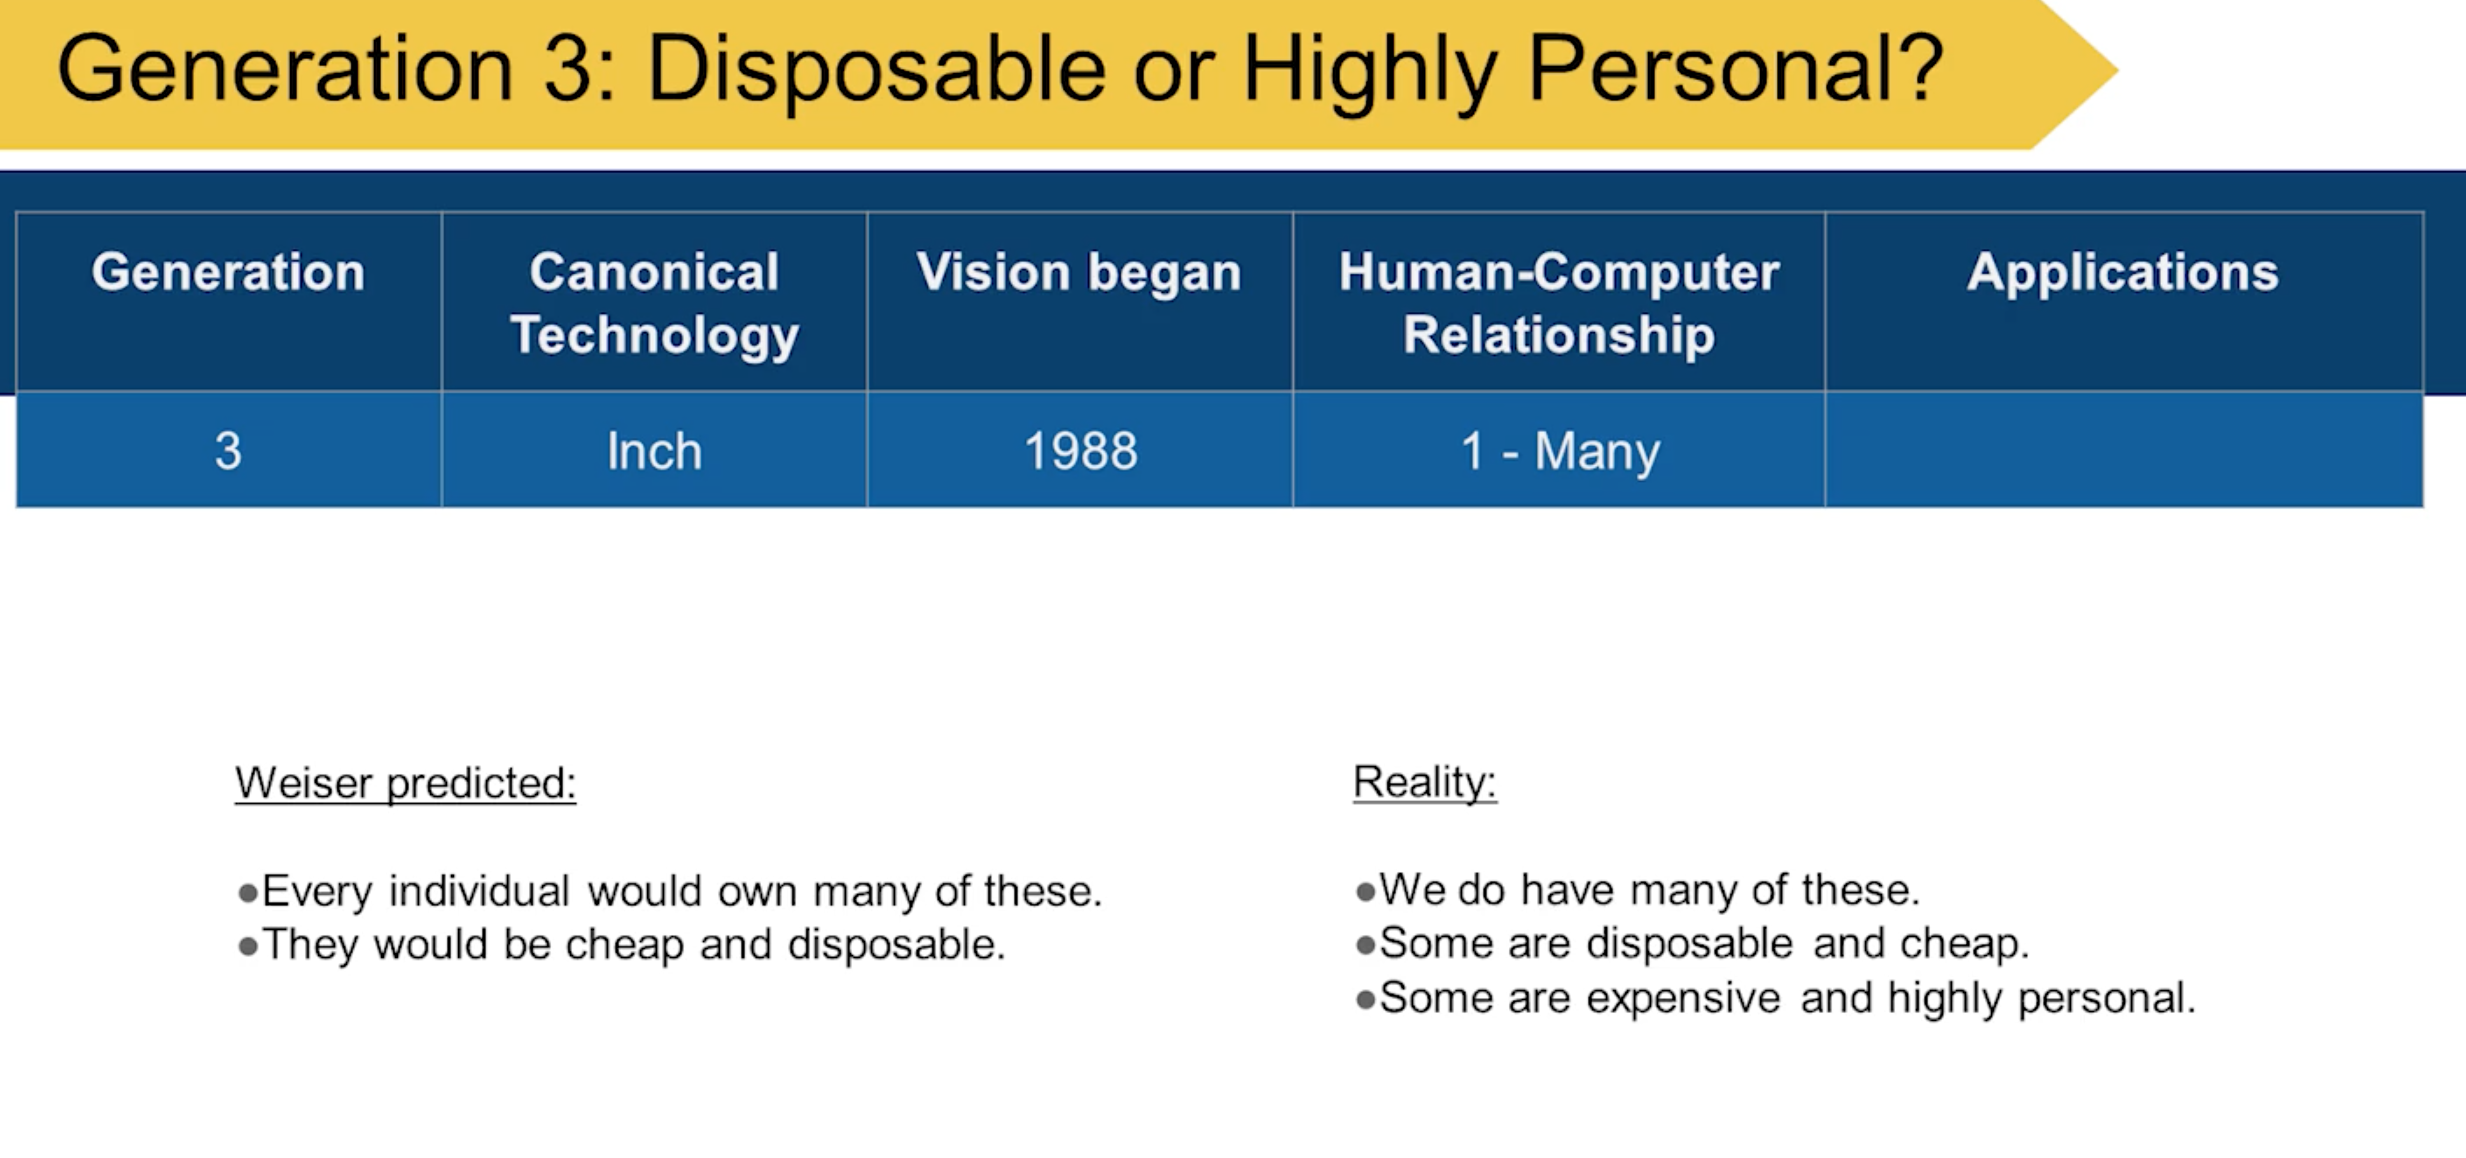 Generation 3: Disposable or Highly Personal?
Generation
Canonical
Technology
Vision began
Human-Computer
Relationship
Applications
3
Inch
1988
1 - Many
Weiser predicted:
●Every individual would own many of these.
●They would be cheap and disposable.
Reality:
●We do have many of these.
●Some are disposable and cheap.
●Some are expensive and highly personal.